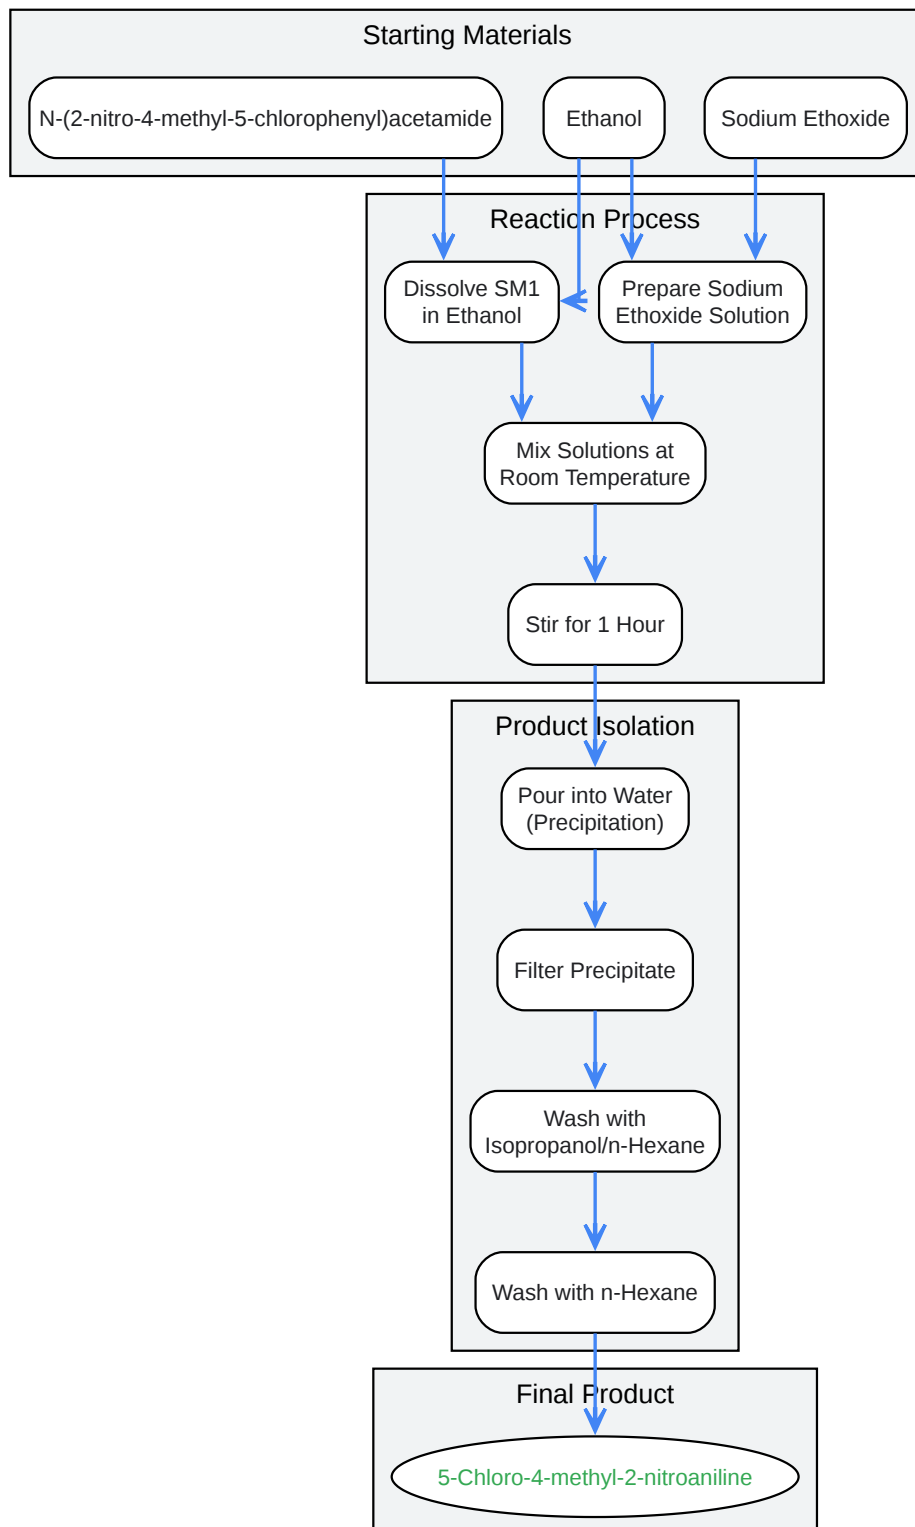 Starting Materials
N-(2-nitro-4-methyl-5-chlorophenyl)acetamide
Ethanol
Sodium Ethoxide
Reaction Process
Dissolve SM1
in Ethanol
Prepare Sodium
Ethoxide Solution
Mix Solutions at
Room Temperature
Stir for 1 Hour
Product Isolation
Pour into Water
(Precipitation)
Filter Precipitate
Wash with
Isopropanol/n-Hexane
Wash with n-Hexane
Final Product
5-Chloro-4-methyl-2-nitroaniline